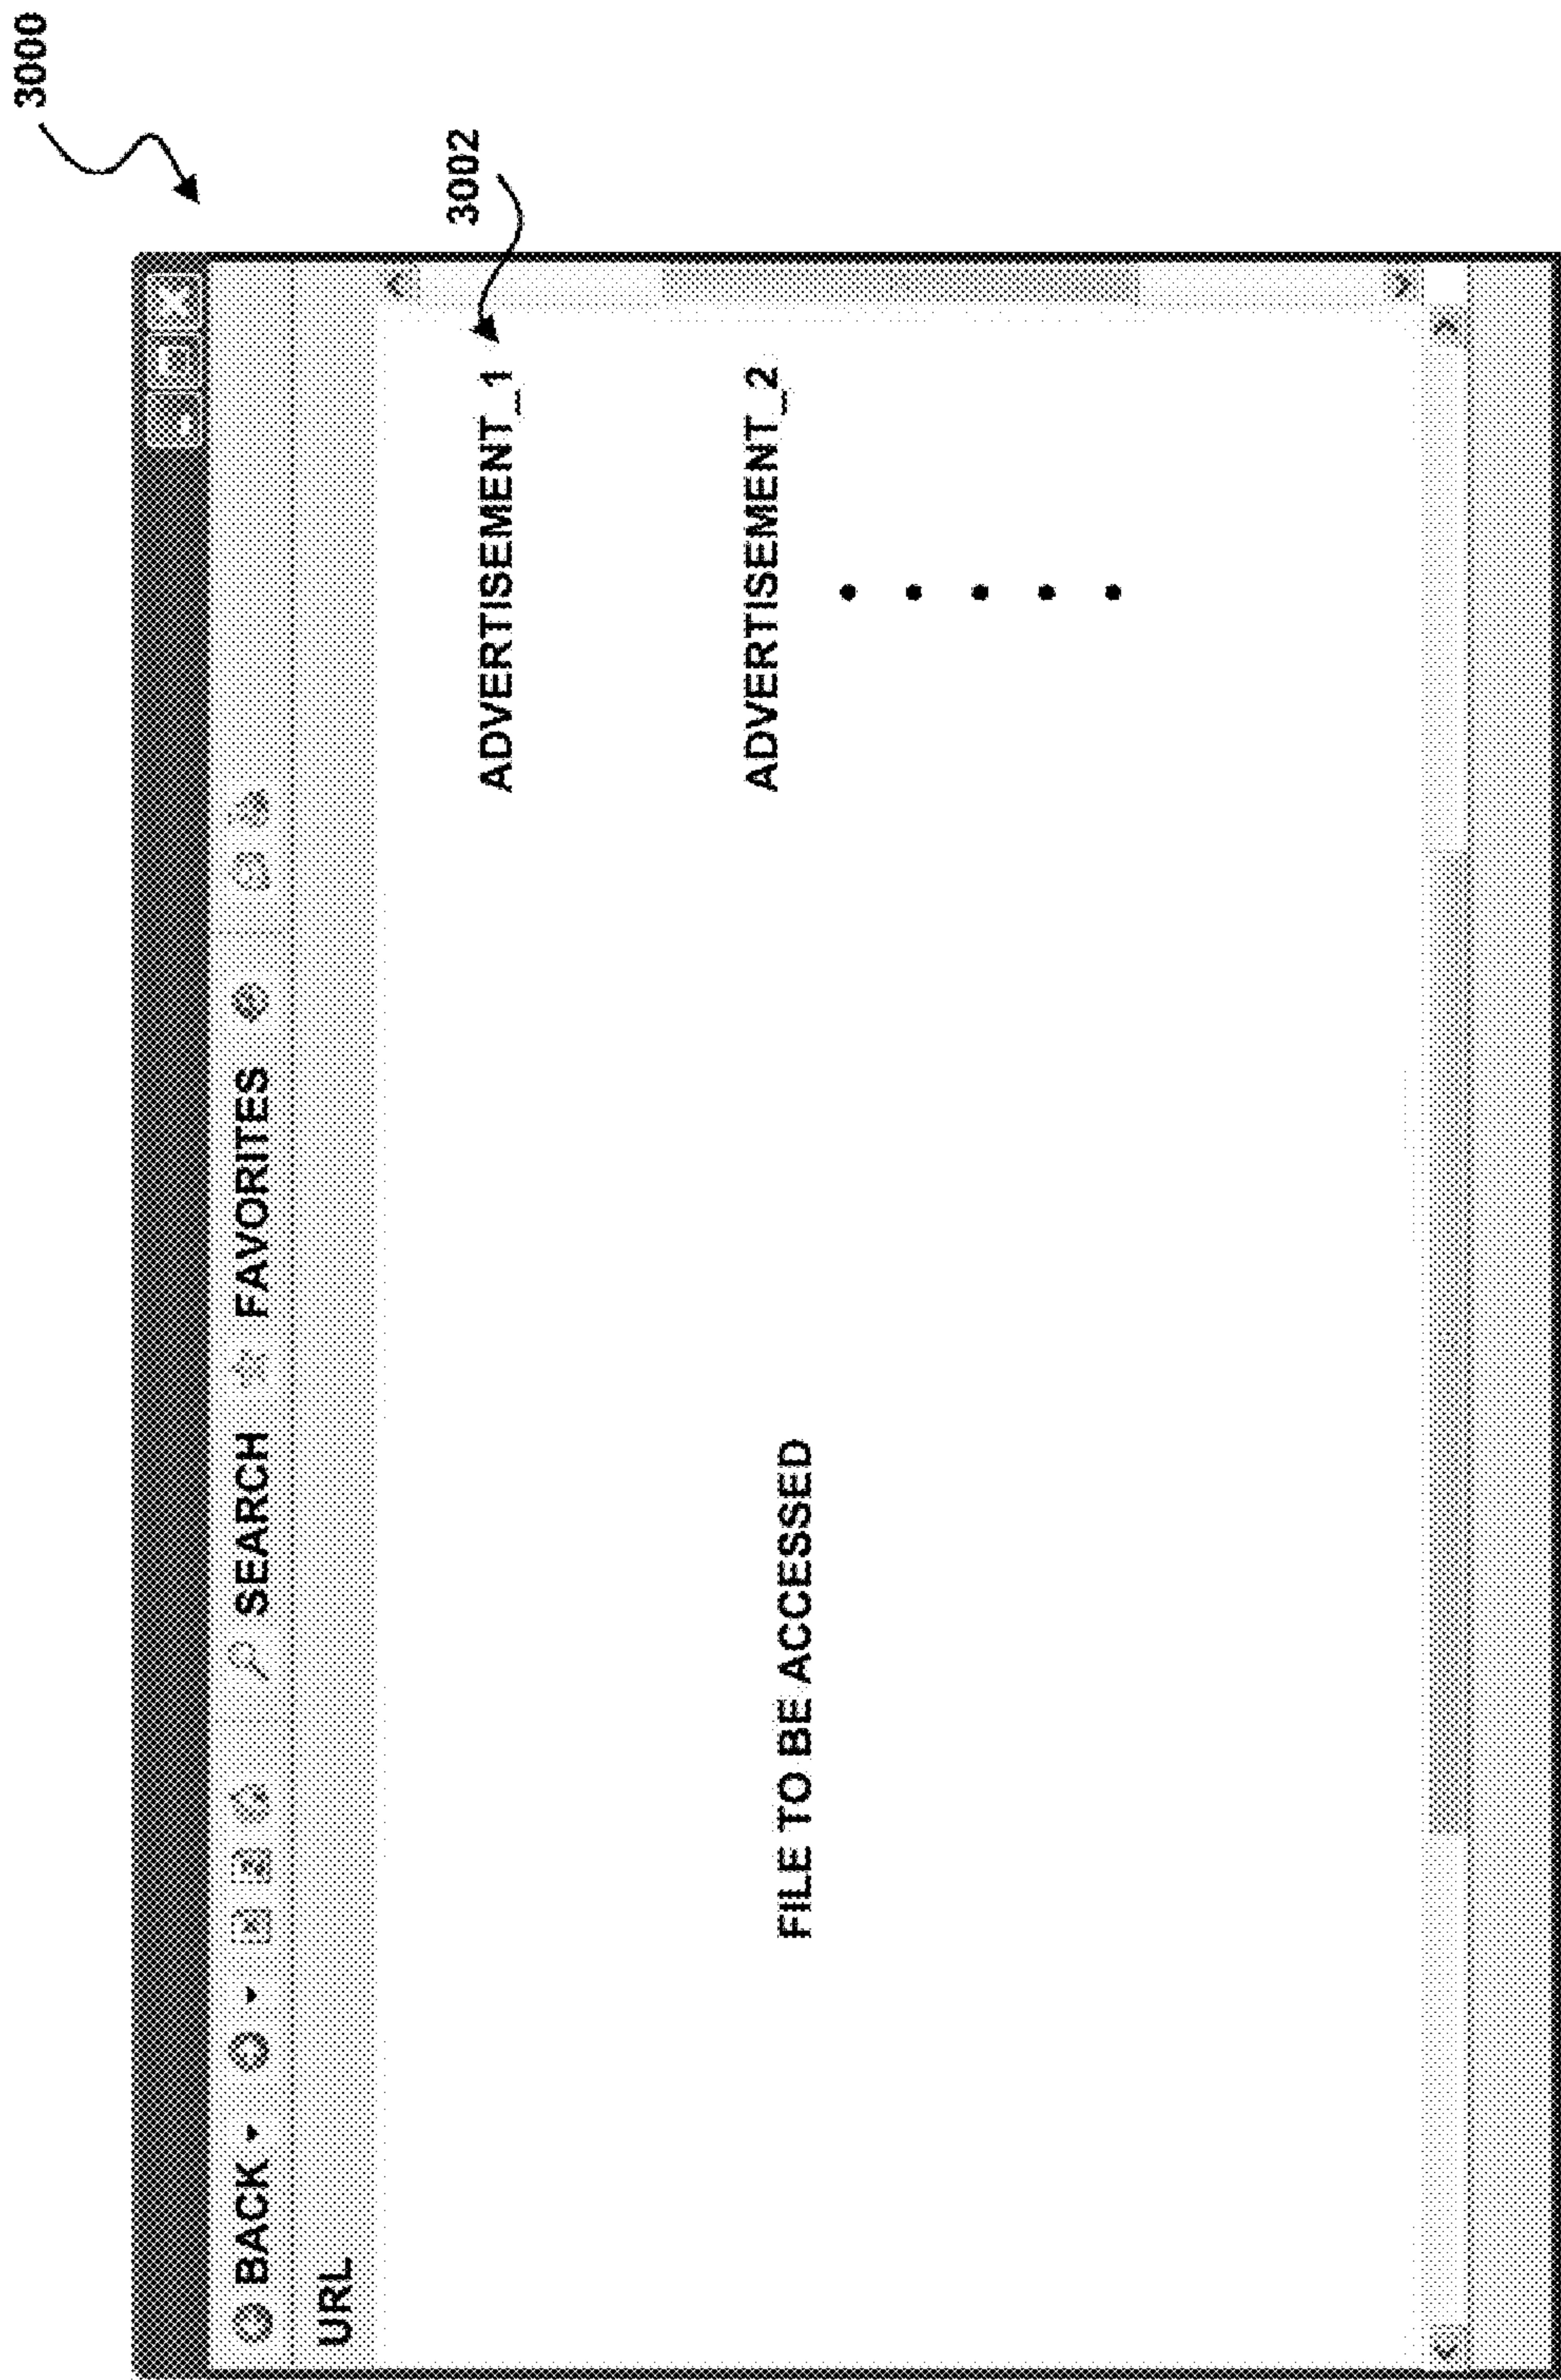 3000
BACK SEARCH FAVORITES
URL
3002
ADVERTISEMENT_1
ADVERTISEMENT_2
FILE TO BE ACCESSED